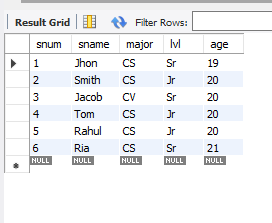 Result Grid Filter Rows:
snum sname major lvl age
1 Jhon CS Sr 19
2 Smith CS Jr 20
3 Jacob CV Sr 20
4 Tom CS Jr 20
5 Rahul CS Jr 20
6 Ria CS Sr 21
NULL NULL NULL NULL NULL